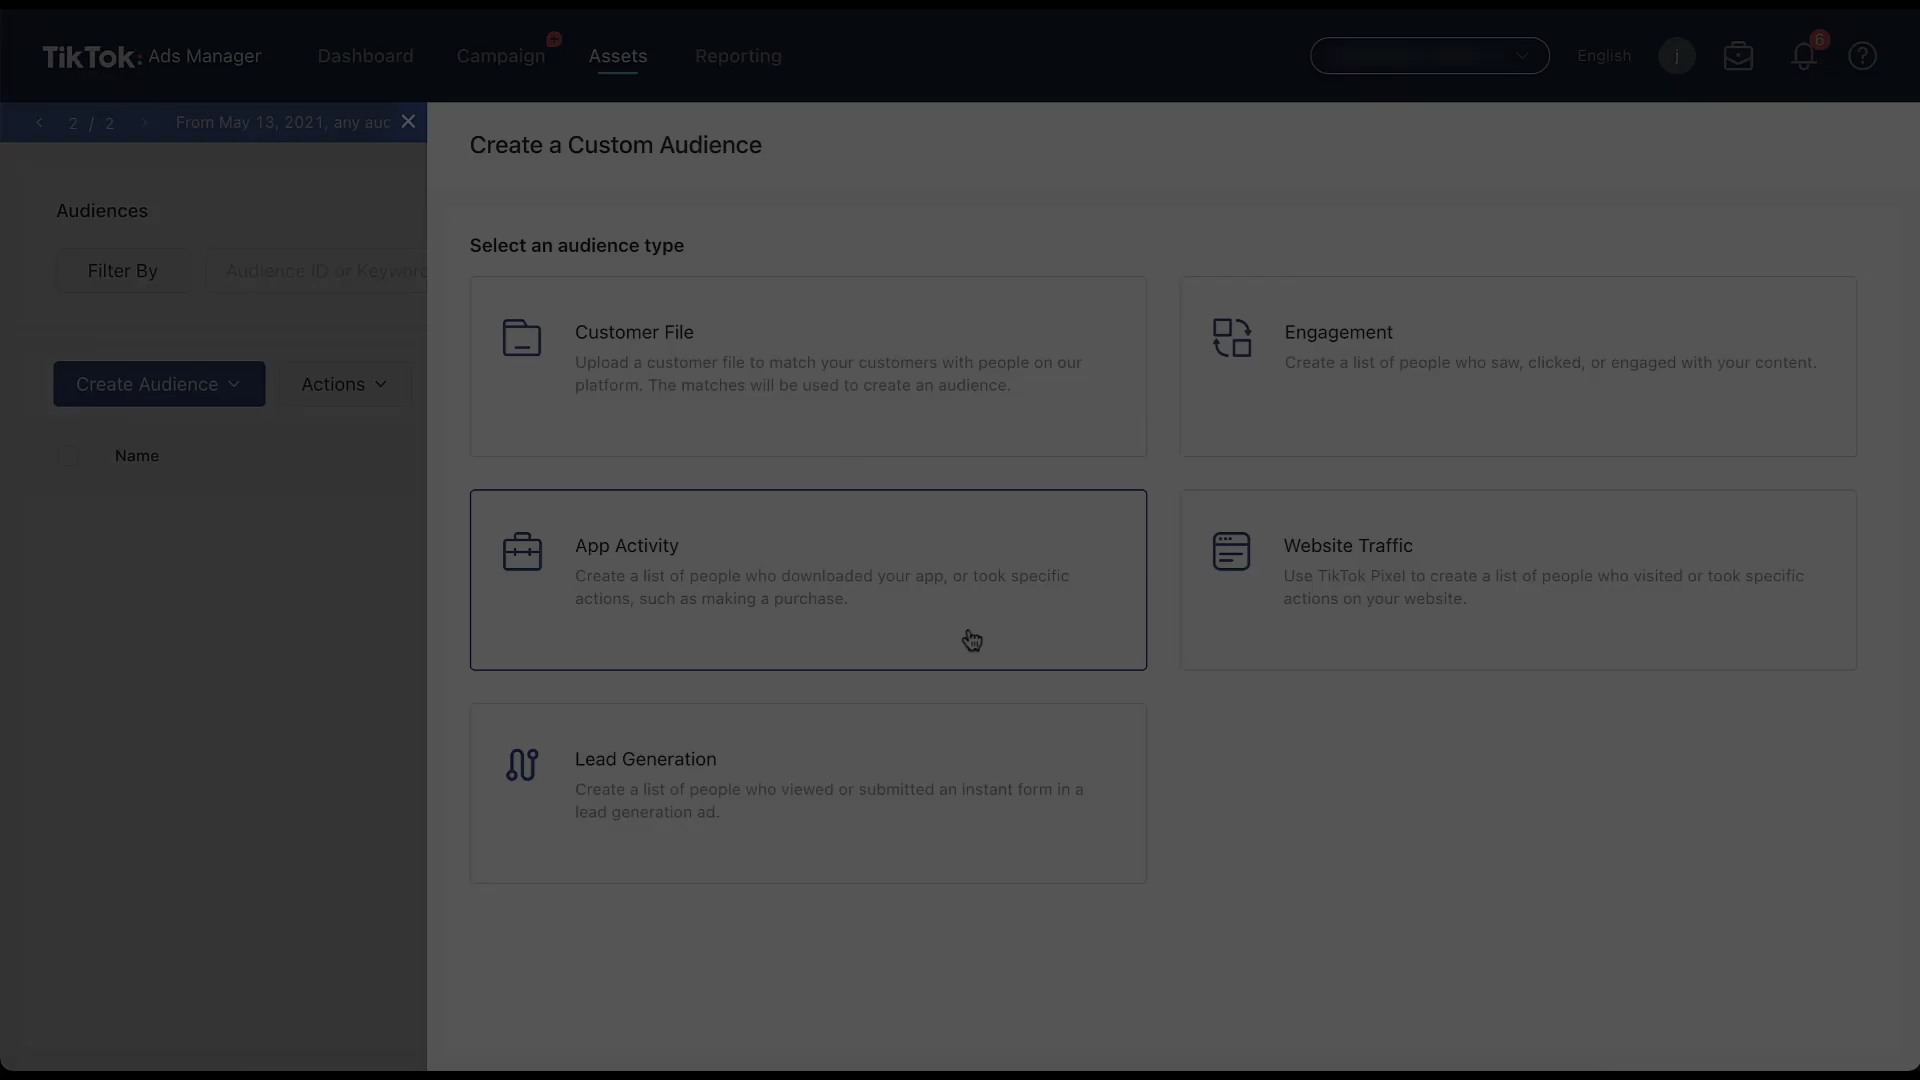 TikTok: Ads Manager
Dashboard
Campaign
Assets
Reporting
English
j
6
2 / 2
From May 13, 2021, any auc
Create a Custom Audience
Audiences
Filter By
Audience ID or Keyword
Create Audience
Actions
Name
Select an audience type
Customer File
Upload a customer file to match your customers with people on our
platform. The matches will be used to create an audience.
Engagement
Create a list of people who saw, clicked, or engaged with your content.
App Activity
Create a list of people who downloaded your app, or took specific
actions, such as making a purchase.
Website Traffic
Use TikTok Pixel to create a list of people who visited or took specific
actions on your website.
Lead Generation
Create a list of people who viewed or submitted an instant form in a
lead generation ad.